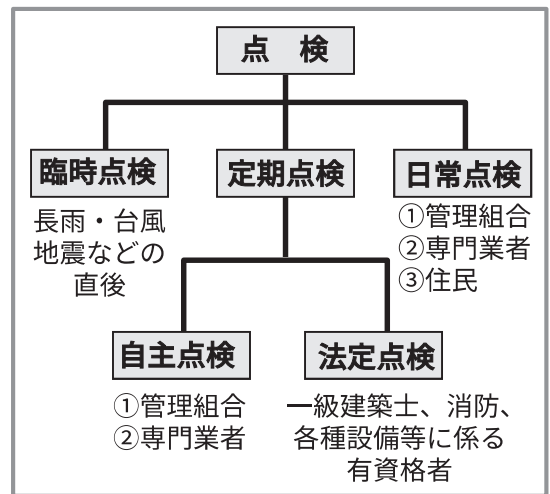 点　検
臨時点検
定期点検
日常点検
長雨・台風
地震などの
直後
①管理組合
②専門業者
③住民
自主点検
法定点検
①管理組合
②専門業者
一級建築士、消防、
各種設備等に係る
有資格者